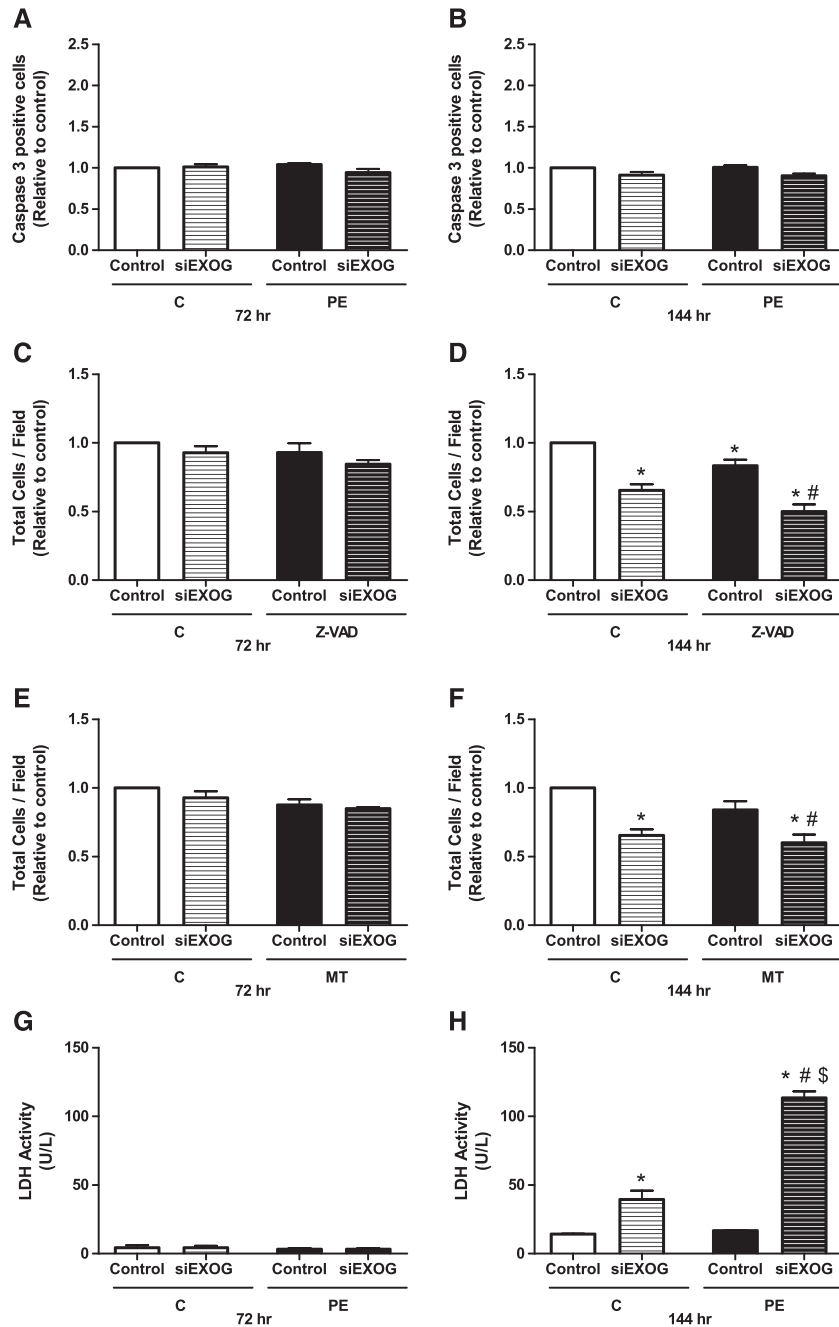 A
Caspase 3 positive cells
(Relative to control)
2.5
2.0
1.5
1.0
0.5
0.0
Control siEXOG Control siEXOG
C PE
72 hr
B
Caspase 3 positive cells
(Relative to control)
2.5
2.0
1.5
1.0
0.5
0.0
Control siEXOG Control siEXOG
C PE
144 hr
C
Total Cells / Field
(Relative to control)
1.5
1.0
0.5
0.0
Control siEXOG Control siEXOG
C Z-VAD
72 hr
D
Total Cells / Field
(Relative to control)
1.5
1.0
0.5
0.0
*
*
* #
Control siEXOG Control siEXOG
C Z-VAD
144 hr
E
Total Cells / Field
(Relative to control)
1.5
1.0
0.5
0.0
Control siEXOG Control siEXOG
C MT
72 hr
F
Total Cells / Field
(Relative to control)
1.5
1.0
0.5
0.0
*
* #
Control siEXOG Control siEXOG
C MT
144 hr
G
LDH Activity
(U/L)
150
100
50
0
Control siEXOG Control siEXOG
C PE
72 hr
H
LDH Activity
(U/L)
150
100
50
0
*
* # $
Control siEXOG Control siEXOG
C PE
144 hr